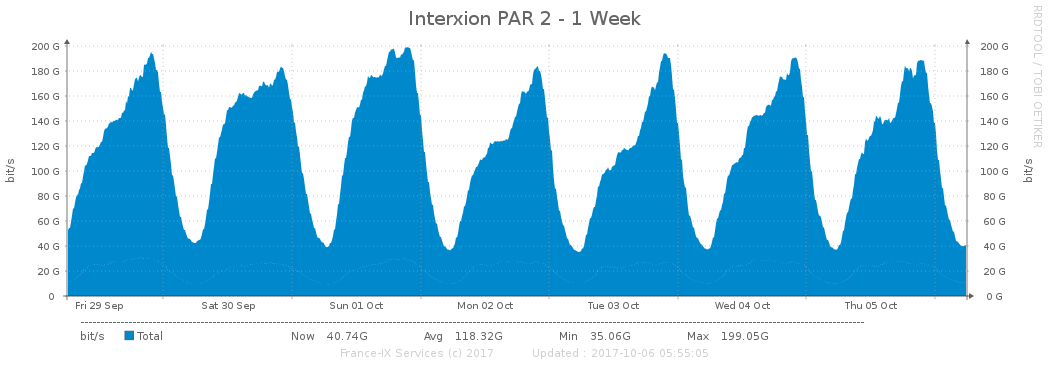 Interxion PAR 2 - 1 Week
RRDTOOL / TOBI OETIKER
200 G 200 G
180 G 180 G
160 G 160 G
140 G 140 G
120 G 120 G
100 G 100 G
80 G 80 G
60 G 60 G
40 G 40 G
20 G 20 G
0 0 G
bit/s bit/s
Fri 29 Sep Sat 30 Sep Sun 01 Oct Mon 02 Oct Tue 03 Oct Wed 04 Oct Thu 05 Oct
bit/s Total Now 40.74G Avg 118.32G Min 35.06G Max 199.05G
France-IX Services (c) 2017 Updated : 2017-10-06 05:55:05